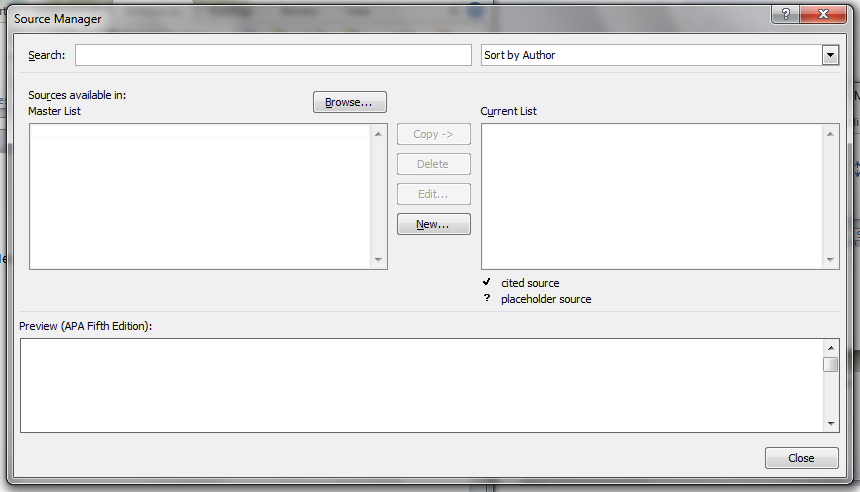 Source Manager
?
Search:
Sort by Author
Sources available in:
Master List
Browse...
Current List
Copy ->
Delete
Edit...
New...
cited source
? placeholder source
Preview (APA Fifth Edition):
Close